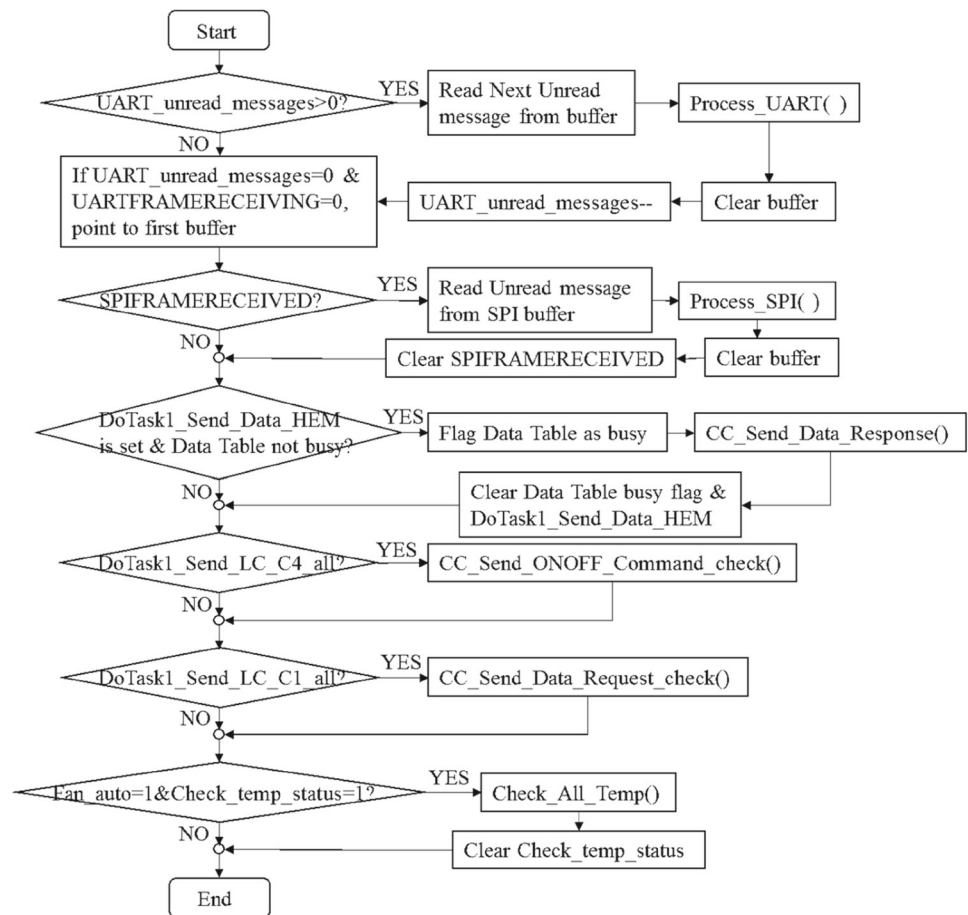 Start
UART_unread_messages>0?
YES
Read Next Unread
message from buffer
Process_UART( )
NO
If UART_unread_messages=0 &
UARTFRAMERECEIVING=0,
point to first buffer
UART_unread_messages--
Clear buffer
SPIFRAMERECEIVED?
YES
Read Unread message
from SPI buffer
Process_SPI( )
NO
Clear SPIFRAMERECEIVED
Clear buffer
DoTask1_Send_Data_HEM
is set & Data Table not busy?
YES
Flag Data Table as busy
CC_Send_Data_Response()
NO
Clear Data Table busy flag &
DoTask1_Send_Data_HEM
DoTask1_Send_LC_C4_all?
YES
CC_Send_ONOFF_Command_check()
NO
DoTask1_Send_LC_C1_all?
YES
CC_Send_Data_Request_check()
NO
Fan_auto=1&Check_temp_status=1?
YES
Check_All_Temp()
NO
Clear Check_temp_status
End